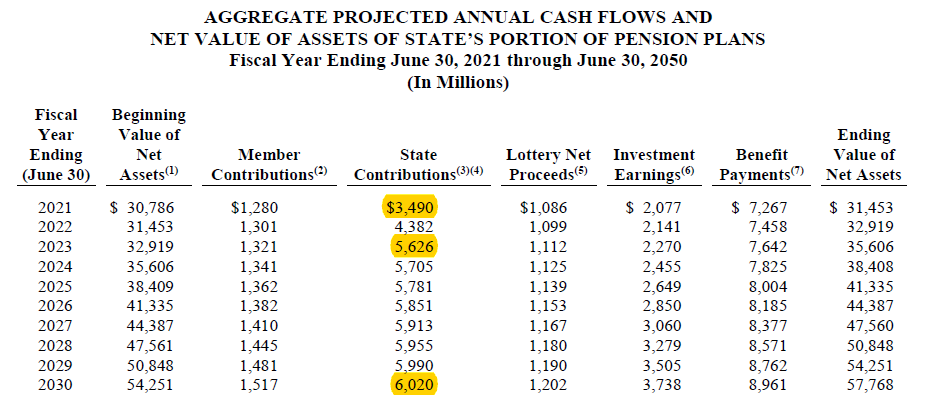 AGGREGATE PROJECTED ANNUAL CASH FLOWS AND
NET VALUE OF ASSETS OF STATE'S PORTION OF PENSION PLANS
Fiscal Year Ending June 30, 2021 through June 30, 2050
(In Millions)
Fiscal Year Ending (June 30) Beginning Value of Net Assets(1) Member Contributions(2) State Contributions(3)(4) Lottery Net Proceeds(5) Investment Earnings(6) Benefit Payments(7) Ending Value of Net Assets
2021 $ 30,786 $1,280 $3,490 $1,086 $ 2,077 $ 7,267 $ 31,453
2022 31,453 1,301 4,382 1,099 2,141 7,458 32,919
2023 32,919 1,321 5,626 1,112 2,270 7,642 35,606
2024 35,606 1,341 5,705 1,125 2,455 7,825 38,408
2025 38,409 1,362 5,781 1,139 2,649 8,004 41,335
2026 41,335 1,382 5,851 1,153 2,850 8,185 44,387
2027 44,387 1,410 5,913 1,167 3,060 8,377 47,560
2028 47,561 1,445 5,955 1,180 3,279 8,571 50,848
2029 50,848 1,481 5,990 1,190 3,505 8,762 54,251
2030 54,251 1,517 6,020 1,202 3,738 8,961 57,768